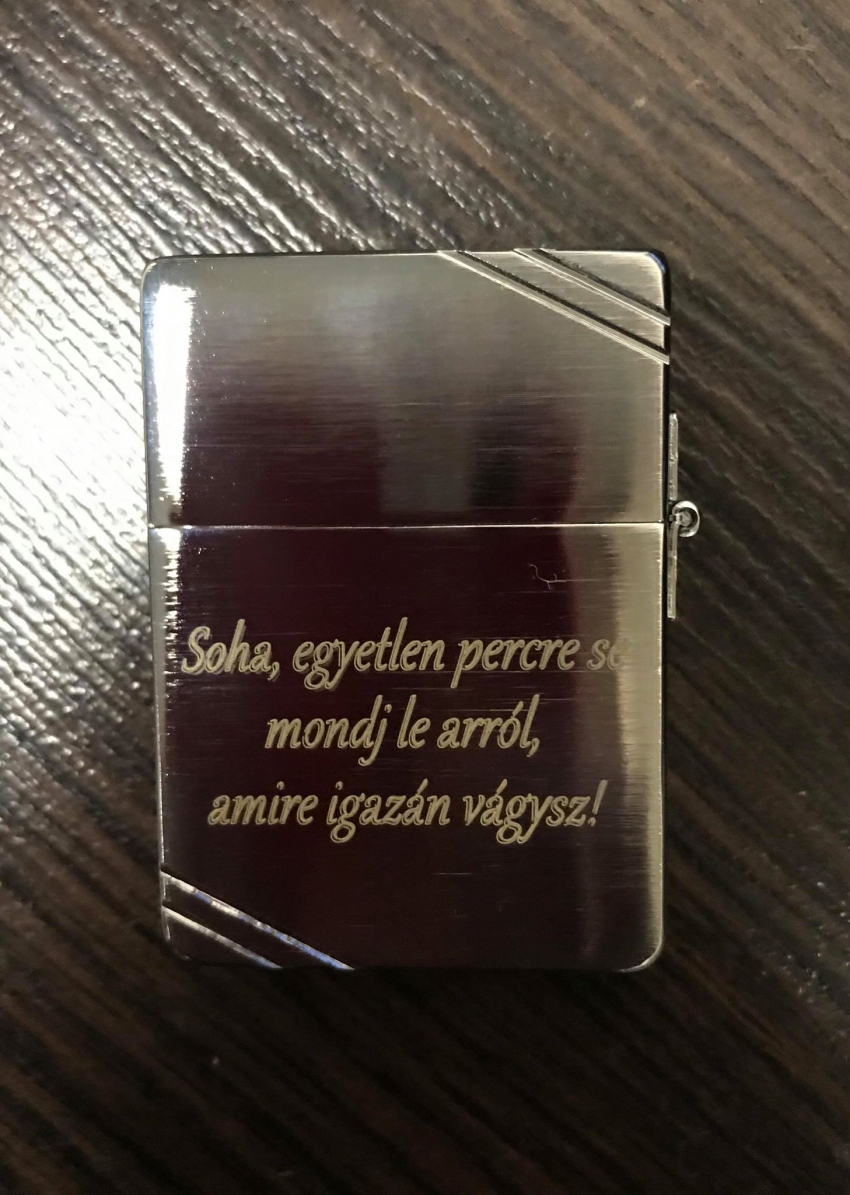 Soha, egyetlen percre se
mondj le arról,
amire igazán vágysz!